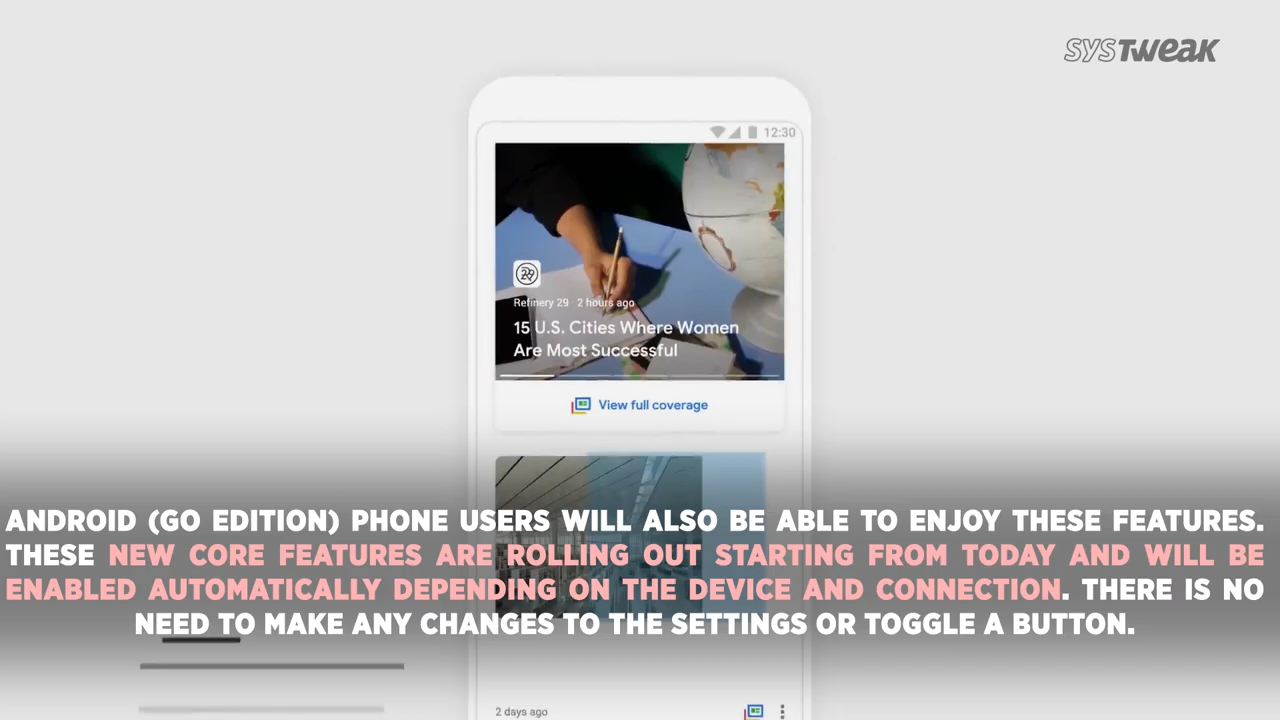 SYSTWEAK
12:30
29
Refinery 29 · 2 hours ago
15 U.S. Cities Where Women
Are Most Successful
View full coverage
ANDROID (GO EDITION) PHONE USERS WILL ALSO BE ABLE TO ENJOY THESE FEATURES.
THESE NEW CORE FEATURES ARE ROLLING OUT STARTING FROM TODAY AND WILL BE
ENABLED AUTOMATICALLY DEPENDING ON THE DEVICE AND CONNECTION. THERE IS NO
NEED TO MAKE ANY CHANGES TO THE SETTINGS OR TOGGLE A BUTTON.
2 days ago